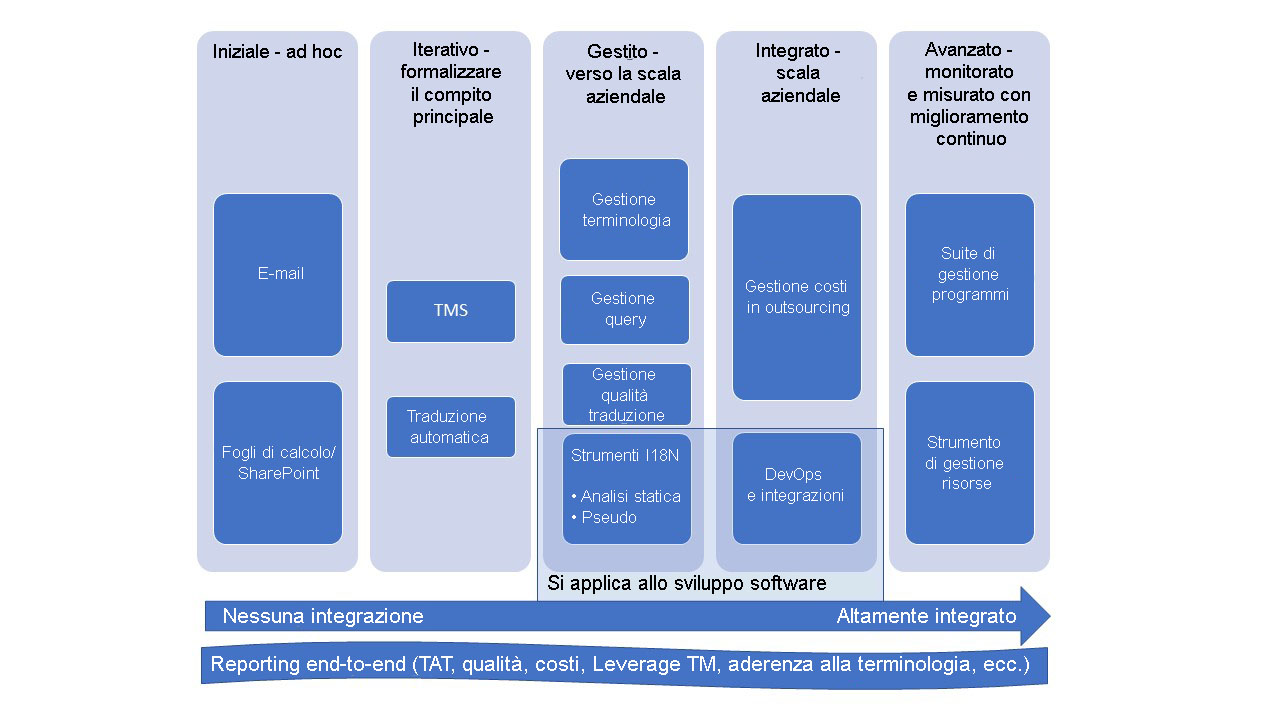 Iniziale - ad hoc
E-mail
Fogli di calcolo/
SharePoint
Iterativo -
formalizzare
il compito
principale
TMS
Traduzione
automatica
Gestito -
verso la scala
aziendale
Gestione
terminologia
Gestione
query
Gestione
qualità
traduzione
Strumenti I18N
• Analisi statica
• Pseudo
Integrato -
scala
aziendale
Gestione costi
in outsourcing
DevOps
e integrazioni
Avanzato -
monitorato
e misurato con
miglioramento
continuo
Suite di
gestione
programmi
Strumento
di gestione
risorse
Si applica allo sviluppo software
Nessuna integrazione
Altamente integrato
Reporting end-to-end (TAT, qualità, costi, Leverage TM, aderenza alla terminologia, ecc.)